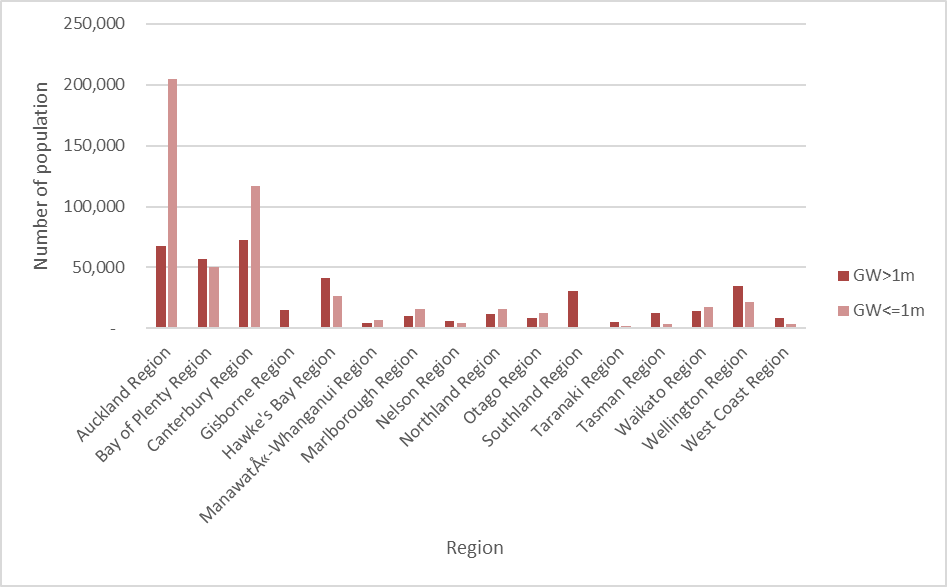 250,000
200,000
150,000
100,000
50,000
-
Number of population
Auckland Region
Bay of Plenty Region
Canterbury Region
Gisborne Region
Hawke's Bay Region
ManawatÅ«-Whanganui Region
Marlborough Region
Nelson Region
Northland Region
Otago Region
Southland Region
Taranaki Region
Tasman Region
Waikato Region
Wellington Region
West Coast Region
Region
GW>1m
GW<=1m